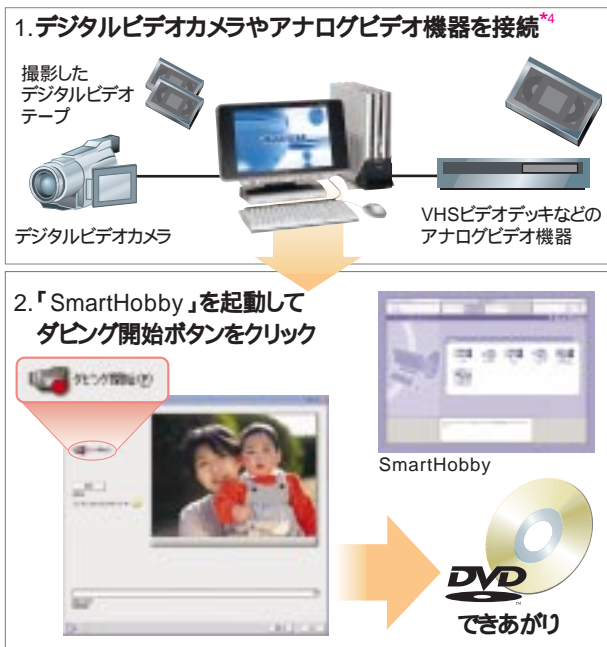 1.デジタルビデオカメラやアナログビデオ機器を接続*4
撮影した
デジタルビデオ
テープ
デジタルビデオカメラ
VHSビデオデッキなどの
アナログビデオ機器
2.「SmartHobby」を起動して
ダビング開始ボタンをクリック
ダビング開始(P)
SmartHobby
DVD
できあがり